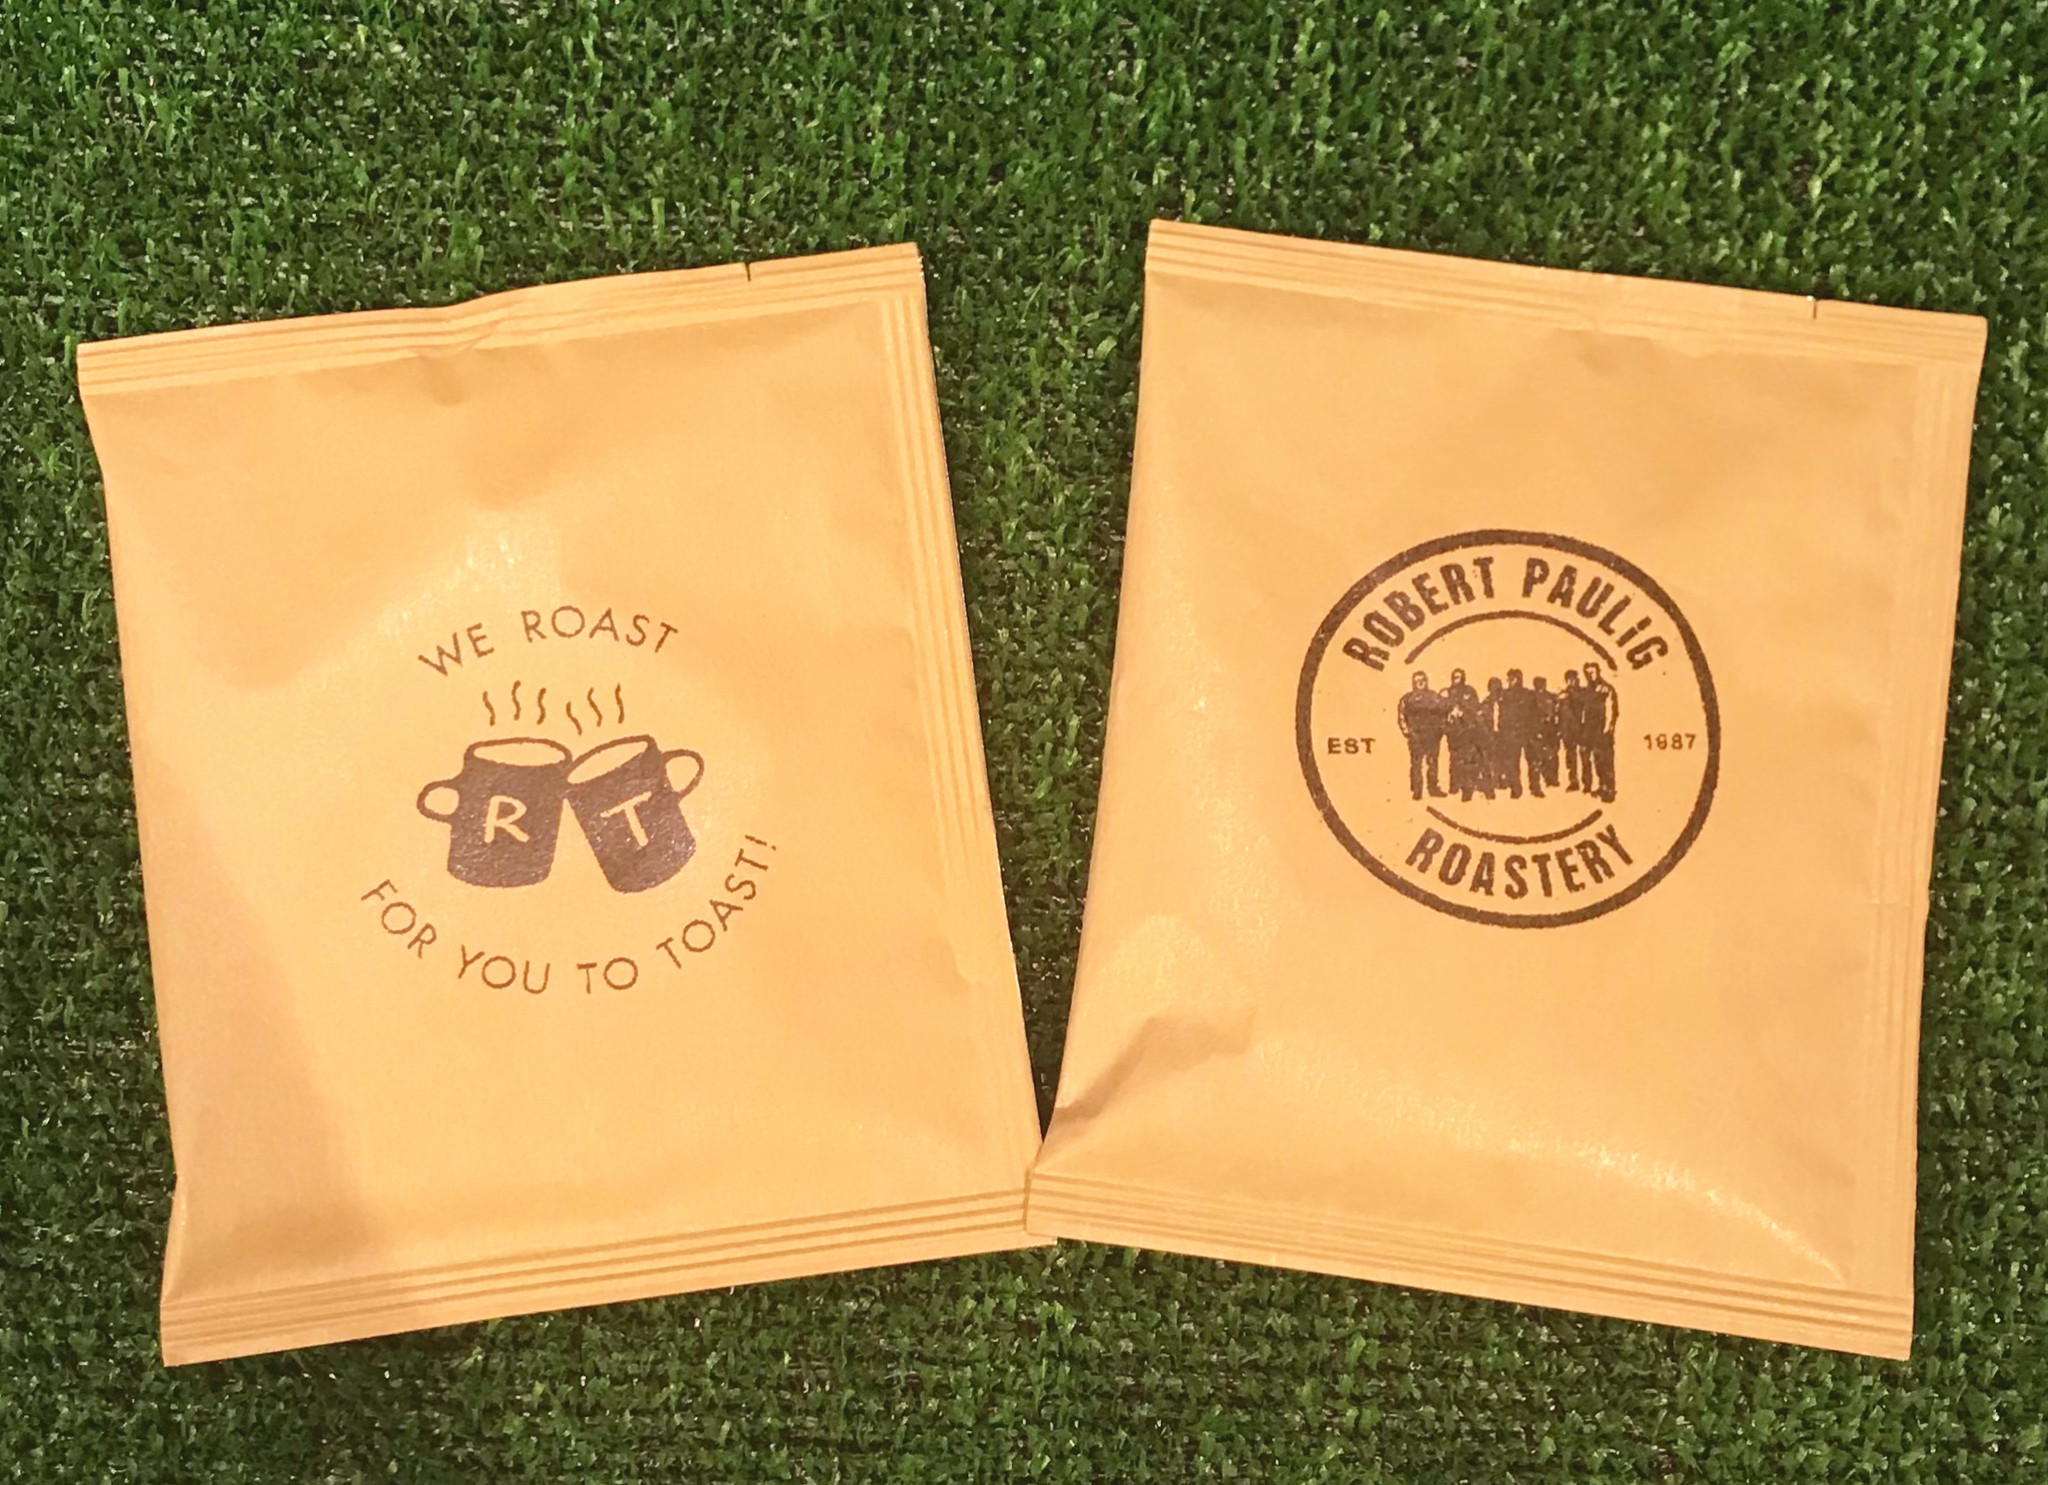 WE ROAST
R T
FOR YOU TO TOAST!
ROBERT PAULiG
EST 1987
ROASTERY